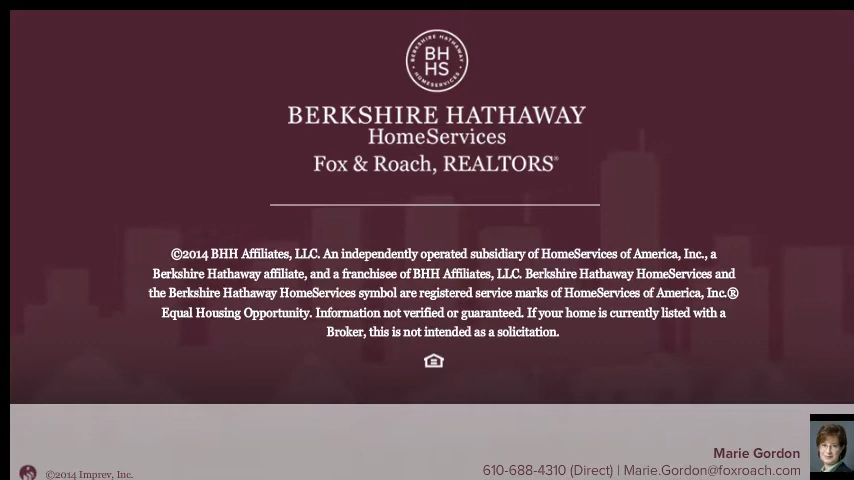 BERKSHIRE HATHAWAY
BH
HS
HOMESERVICES
BERKSHIRE HATHAWAY
HomeServices
Fox & Roach, REALTORS®
©2014 BHH Affiliates, LLC. An independently operated subsidiary of HomeServices of America, Inc., a
Berkshire Hathaway affiliate, and a franchisee of BHH Affiliates, LLC. Berkshire Hathaway HomeServices and
the Berkshire Hathaway HomeServices symbol are registered service marks of HomeServices of America, Inc.®
Equal Housing Opportunity. Information not verified or guaranteed. If your home is currently listed with a
Broker, this is not intended as a solicitation.
Marie Gordon
610-688-4310 (Direct) | Marie.Gordon@foxroach.com
©2014 Imprev, Inc.